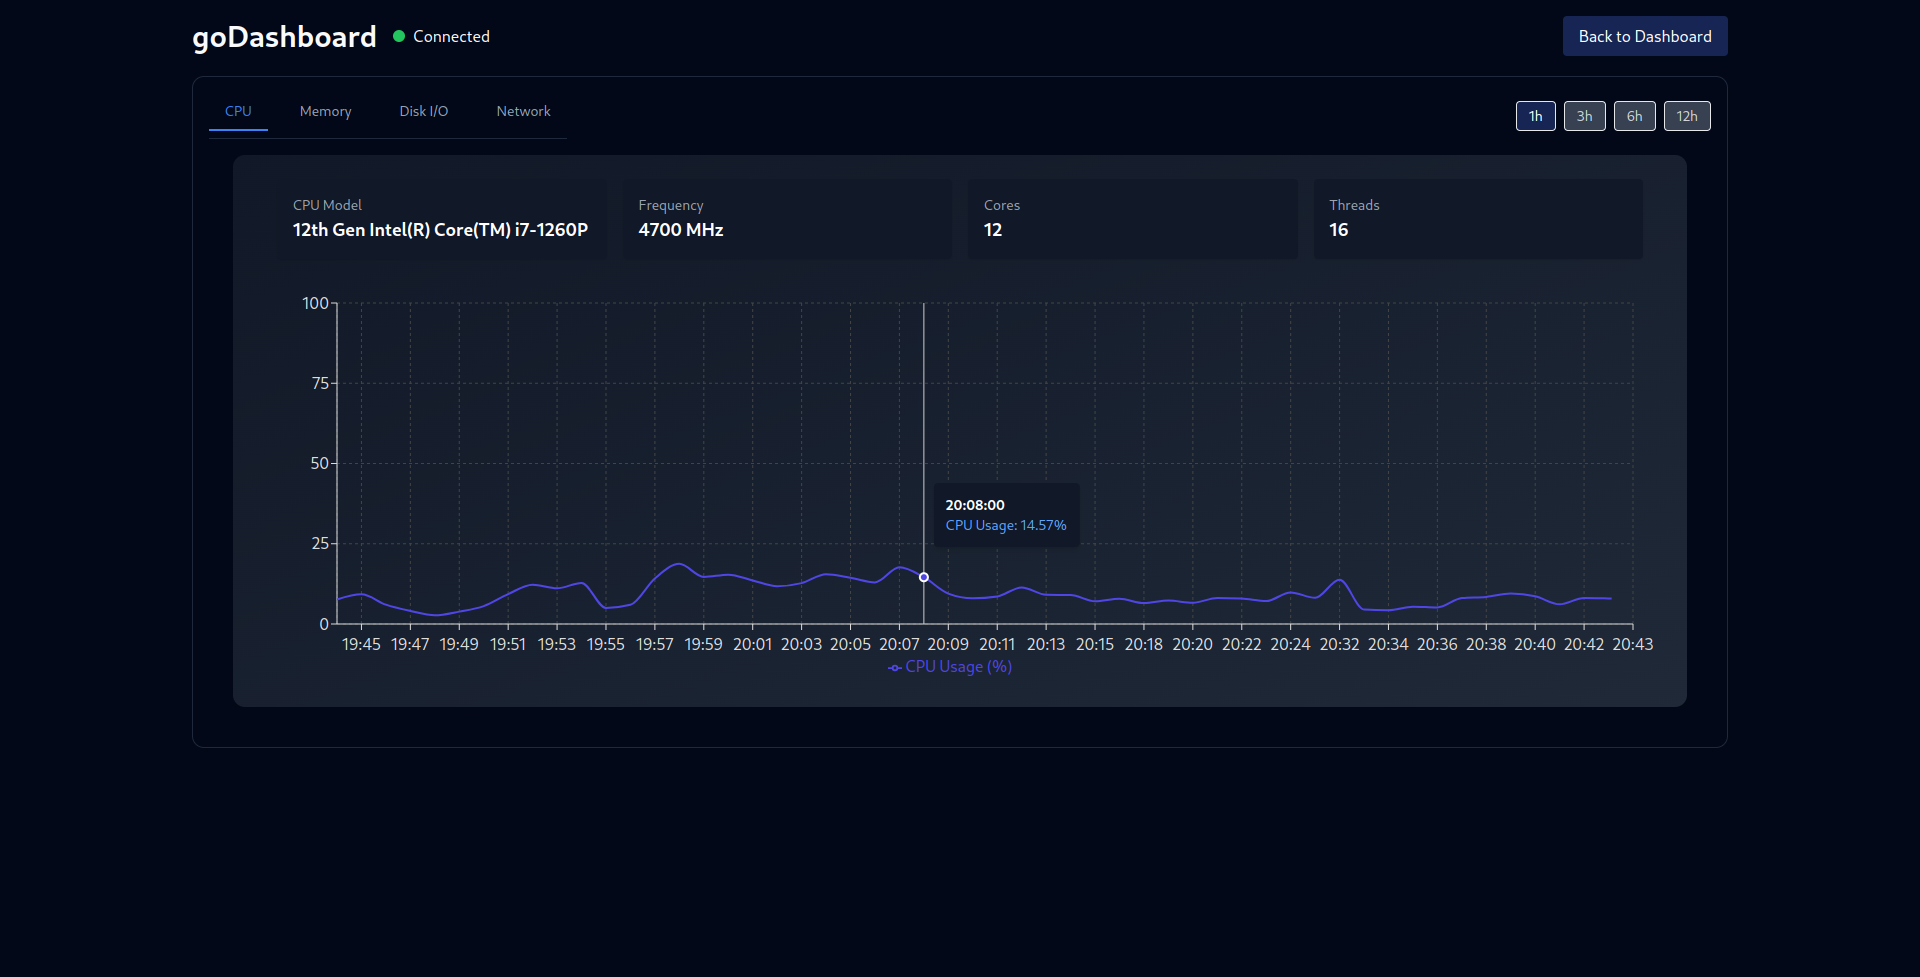 goDashboard
Connected
Back to Dashboard
CPU Memory Disk I/O Network
1h 3h 6h 12h
CPU Model
12th Gen Intel(R) Core(TM) i7-1260P
Frequency
4700 MHz
Cores
12
Threads
16
100
75
50
25
0
20:08:00
CPU Usage: 14.57%
19:45 19:47 19:49 19:51 19:53 19:55 19:57 19:59 20:01 20:03 20:05 20:07 20:09 20:11 20:13 20:15 20:18 20:20 20:22 20:24 20:32 20:34 20:36 20:38 20:40 20:42 20:43
CPU Usage (%)